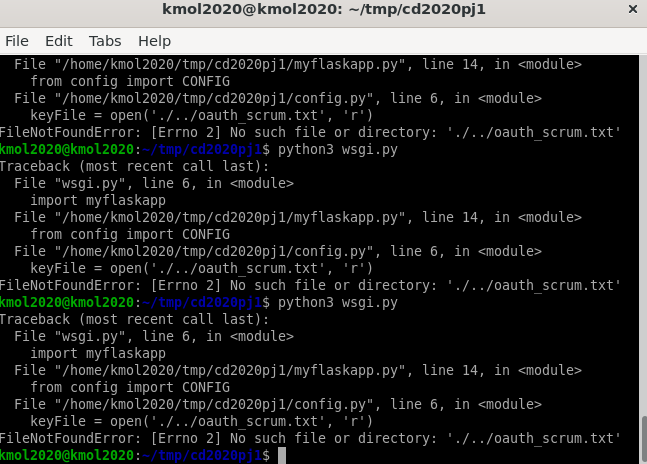 kmol2020@kmol2020: ~/tmp/cd2020pj1 ×
File Edit Tabs Help
File "/home/kmol2020/tmp/cd2020pj1/myflaskapp.py", line 14, in <module>
from config import CONFIG
File "/home/kmol2020/tmp/cd2020pj1/config.py", line 6, in <module>
keyFile = open('./../oauth_scrum.txt', 'r')
FileNotFoundError: [Errno 2] No such file or directory: './../oauth_scrum.txt'
kmol2020@kmol2020:~/tmp/cd2020pj1$ python3 wsgi.py
Traceback (most recent call last):
File "wsgi.py", line 6, in <module>
import myflaskapp
File "/home/kmol2020/tmp/cd2020pj1/myflaskapp.py", line 14, in <module>
from config import CONFIG
File "/home/kmol2020/tmp/cd2020pj1/config.py", line 6, in <module>
keyFile = open('./../oauth_scrum.txt', 'r')
FileNotFoundError: [Errno 2] No such file or directory: './../oauth_scrum.txt'
kmol2020@kmol2020:~/tmp/cd2020pj1$ python3 wsgi.py
Traceback (most recent call last):
File "wsgi.py", line 6, in <module>
import myflaskapp
File "/home/kmol2020/tmp/cd2020pj1/myflaskapp.py", line 14, in <module>
from config import CONFIG
File "/home/kmol2020/tmp/cd2020pj1/config.py", line 6, in <module>
keyFile = open('./../oauth_scrum.txt', 'r')
FileNotFoundError: [Errno 2] No such file or directory: './../oauth_scrum.txt'
kmol2020@kmol2020:~/tmp/cd2020pj1$